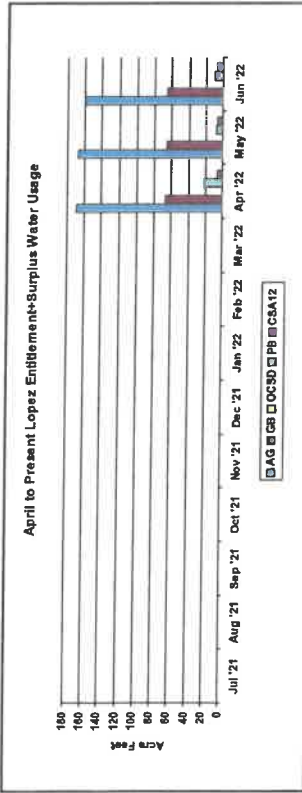 April to Present Lopez Entitlement+Surplus Water Usage
Acre Feet
180
160
140
120
100
80
60
40
20
0
Jul '21 Aug '21 Sep '21 Oct '21 Nov '21 Dec '21 Jan '22 Feb '22 Mar '22 Apr '22 May '22 Jun '22
AG GB OCSD PB CSA12